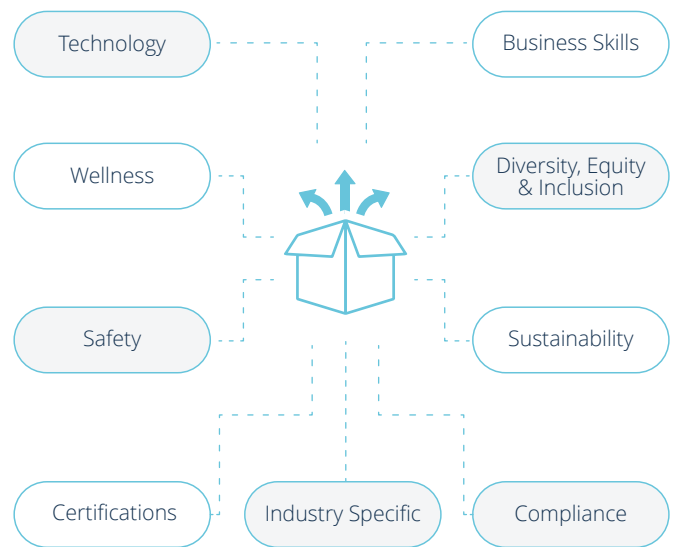 Technology
Business Skills
Wellness
Diversity, Equity
& Inclusion
Safety
Sustainability
Certifications
Industry Specific
Compliance